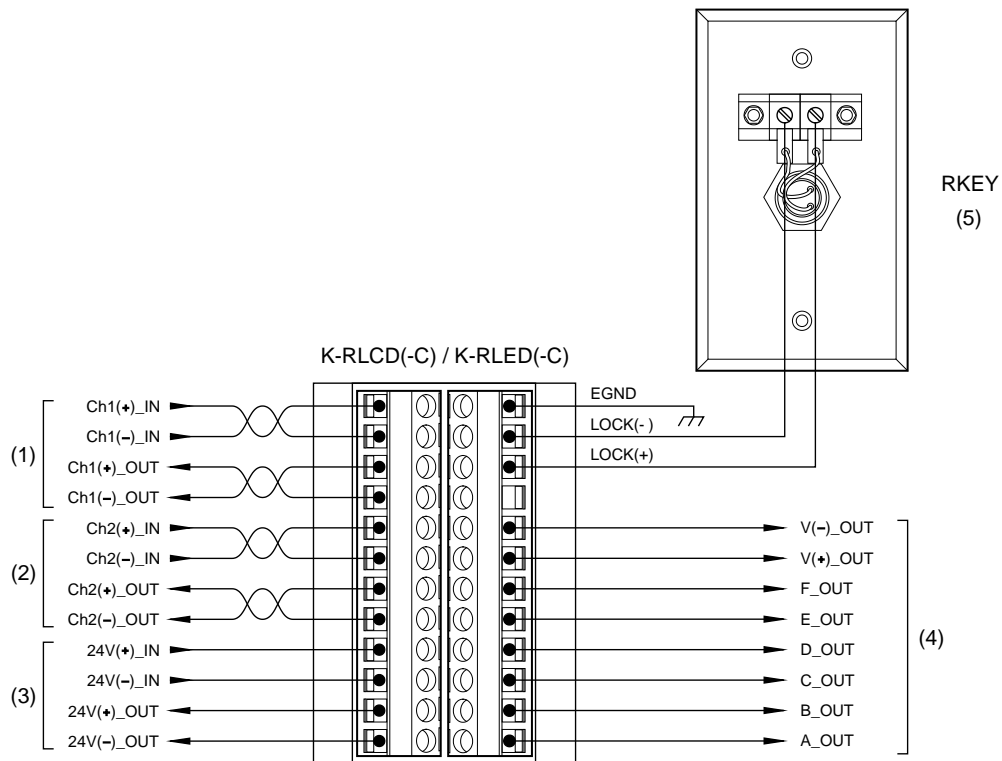 RKEY
(5)
K-RLCD(-C) / K-RLED(-C)
(1)
Ch1(+)_IN
Ch1(–)_IN
Ch1(+)_OUT
Ch1(–)_OUT
(2)
Ch2(+)_IN
Ch2(–)_IN
Ch2(+)_OUT
Ch2(–)_OUT
(3)
24V(+)_IN
24V(–)_IN
24V(+)_OUT
24V(–)_OUT
EGND
LOCK(- )
LOCK(+)
V(–)_OUT
V(+)_OUT
F_OUT
E_OUT
D_OUT
C_OUT
B_OUT
A_OUT
(4)